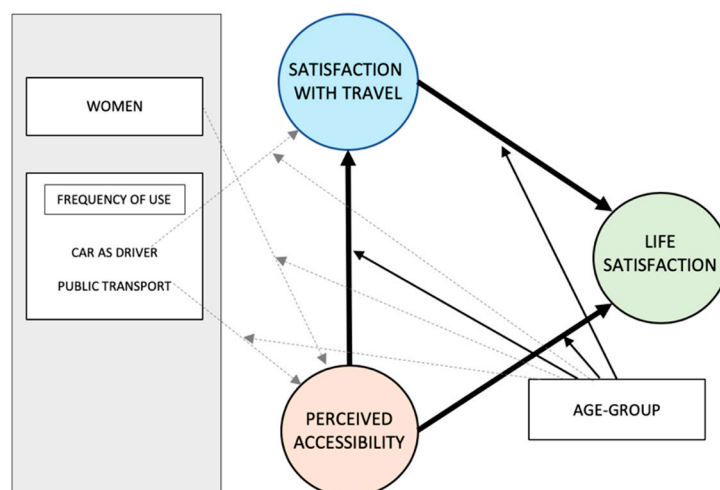 WOMEN
FREQUENCY OF USE
CAR AS DRIVER
PUBLIC TRANSPORT
SATISFACTION
WITH TRAVEL
LIFE
SATISFACTION
PERCEIVED
ACCESSIBILITY
AGE-GROUP